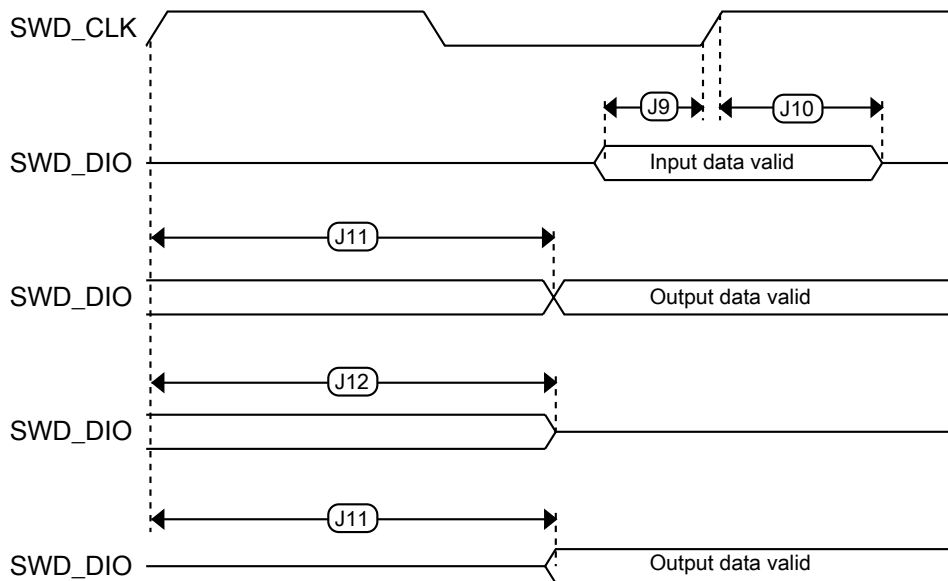 SWD_CLK
J9
J10
SWD_DIO
Input data valid
J11
SWD_DIO
Output data valid
J12
SWD_DIO
J11
SWD_DIO
Output data valid